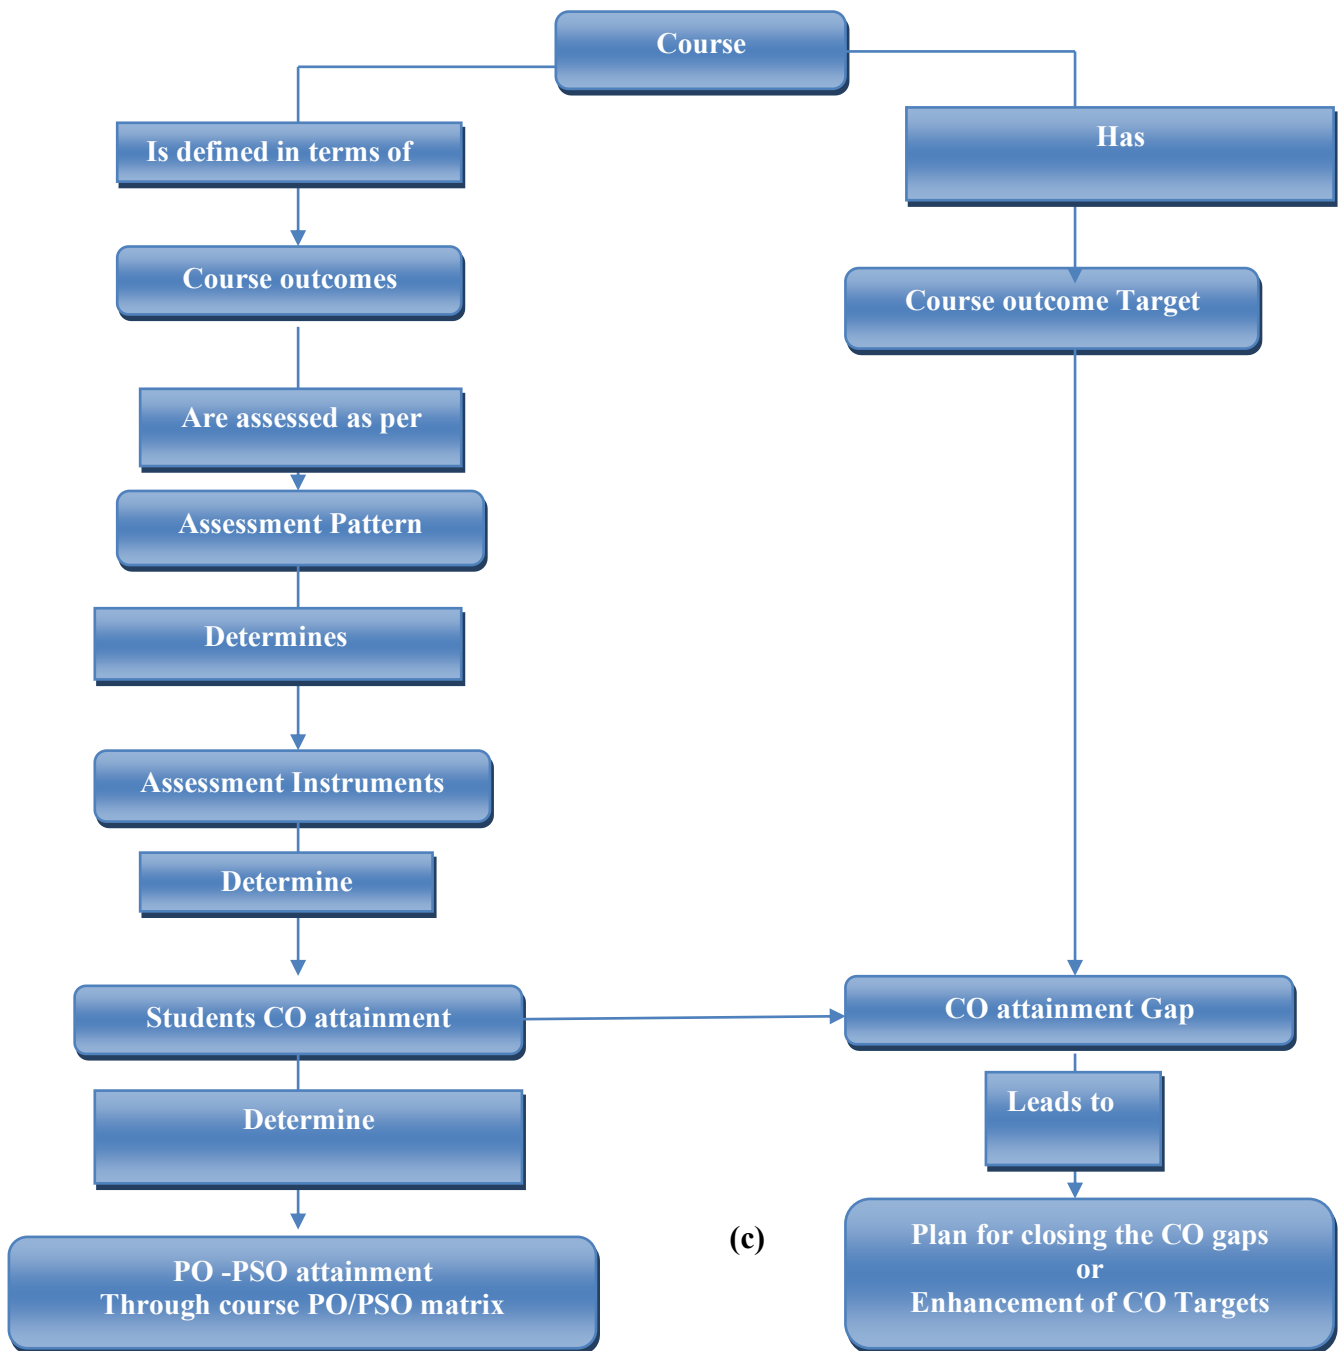 Course
Is defined in terms of
Has
Course outcomes
Course outcome Target
Are assessed as per
Assessment Pattern
Determines
Assessment Instruments
Determine
Students CO attainment
CO attainment Gap
Determine
Leads to
(c)
PO -PSO attainment
Through course PO/PSO matrix
Plan for closing the CO gaps
or
Enhancement of CO Targets